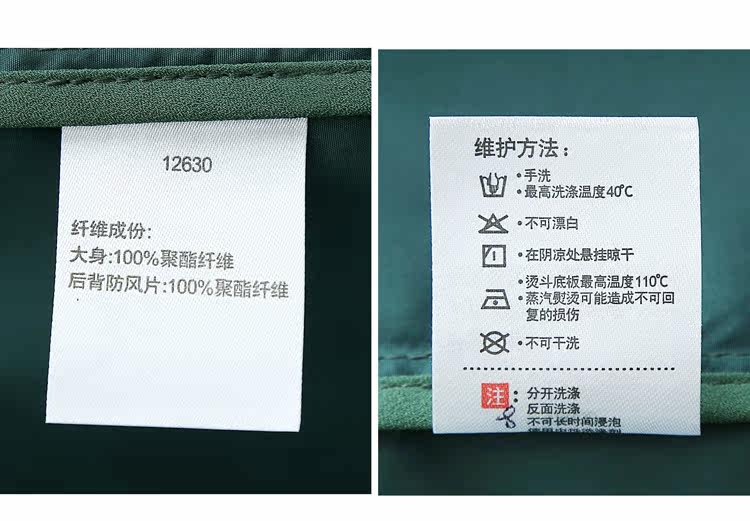 12630
纤维成份:
大身:100%聚酯纤维
后背防风片:100%聚酯纤维
维护方法：
•手洗
•最高洗涤温度40℃
•不可漂白
•在阴凉处悬挂晾干
•烫斗底板最高温度110℃
•蒸汽熨烫可能造成不可回
复的损伤
•不可干洗
注：分开洗涤
反面洗涤
不可长时间浸泡